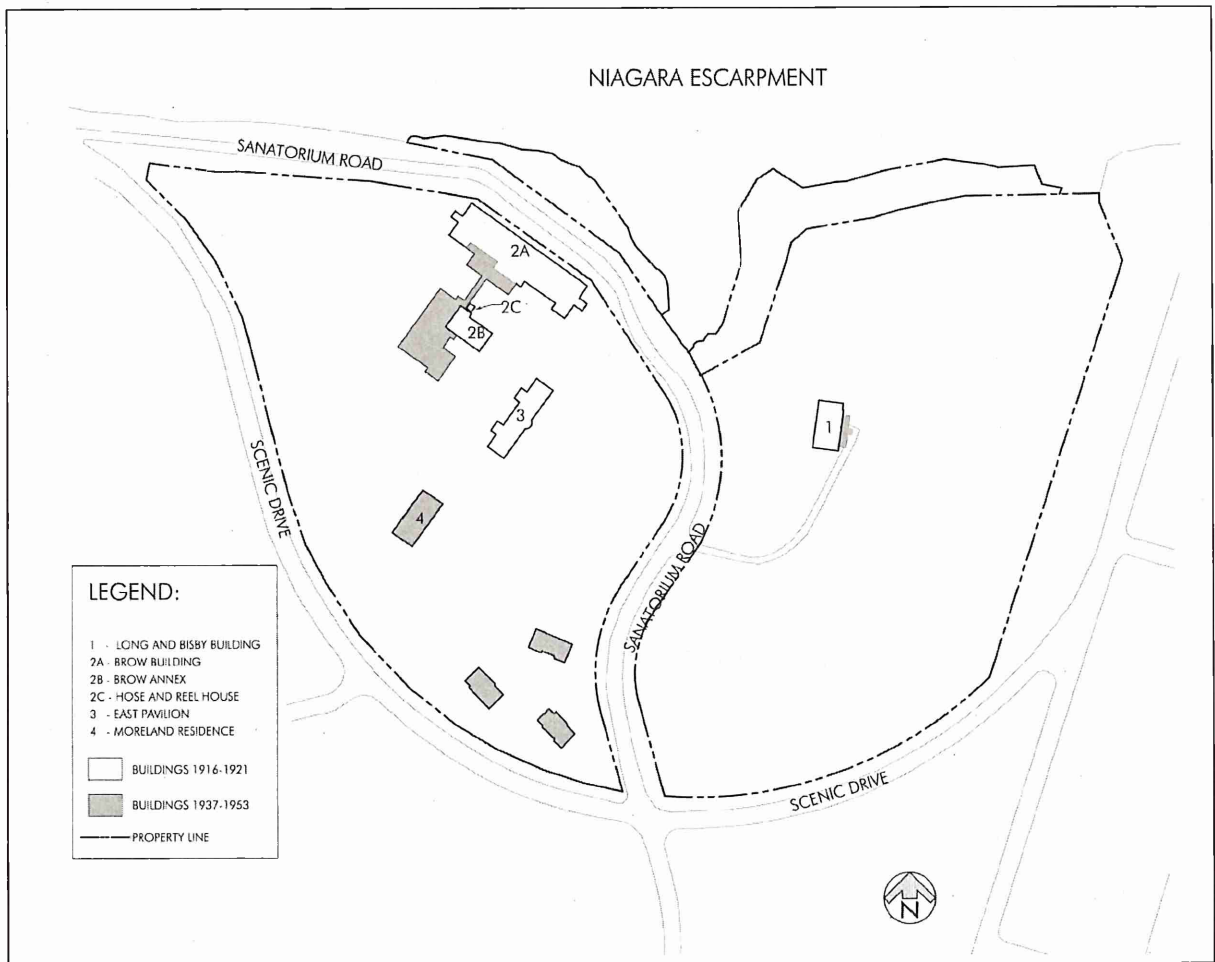 NIAGARA ESCARPMENT
SANATORIUM ROAD
2A
2C
2B
3
1
SCENIC DRIVE
4
SANATORIUM ROAD
LEGEND:
1 - LONG AND BISBY BUILDING
2A - BROW BUILDING
2B - BROW ANNEX
2C - HOSE AND REEL HOUSE
3 - EAST PAVILION
4 - MORELAND RESIDENCE
BUILDINGS 1916-1921
BUILDINGS 1937-1953
PROPERTY LINE
SCENIC DRIVE
N